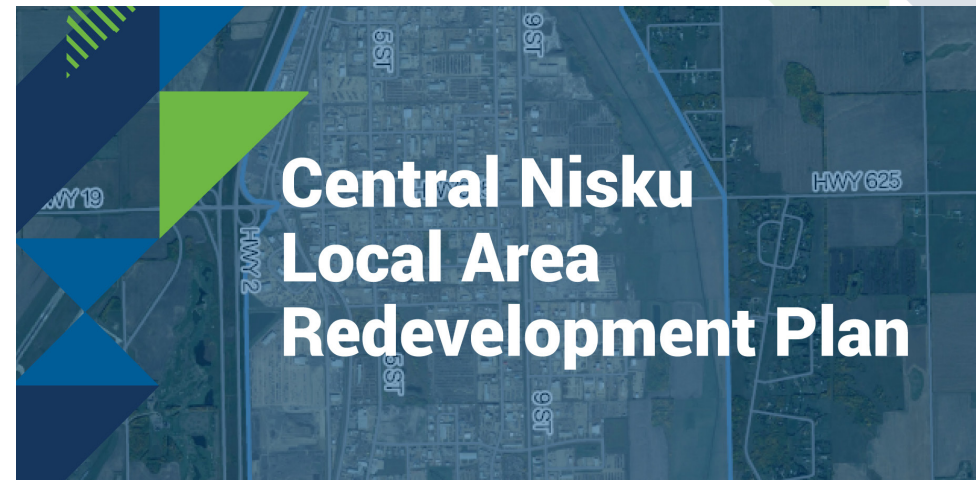 5 ST
9 ST
HWY 625
HWY 19
Central Nisku
HWY 2
Local Area
Redevelopment Plan
5 ST
9 ST